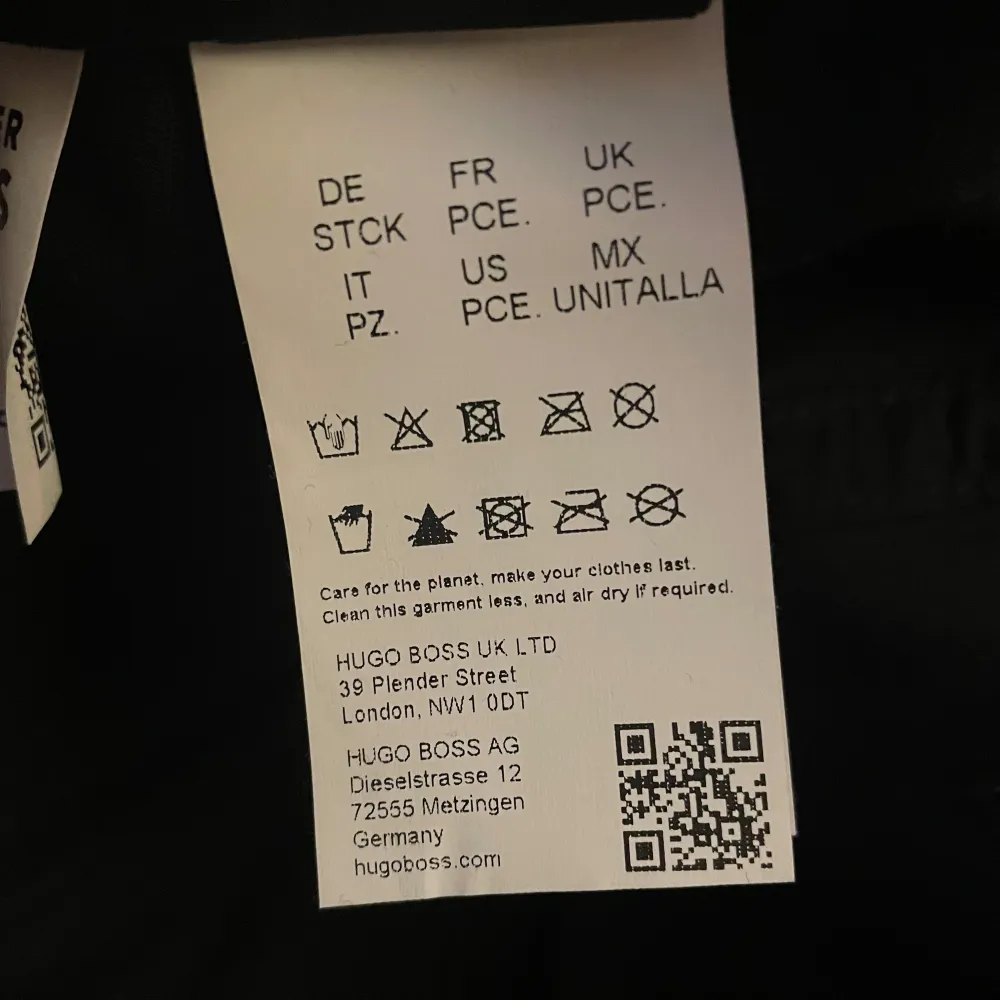 ER
S
DE FR UK
STCK PCE. PCE.
IT US MX
PZ. PCE. UNITALLA
Care for the planet, make your clothes last.
Clean this garment less, and air dry if required.
HUGO BOSS UK LTD
39 Plender Street
London, NW1 0DT
HUGO BOSS AG
Dieselstrasse 12
72555 Metzingen
Germany
hugoboss.com